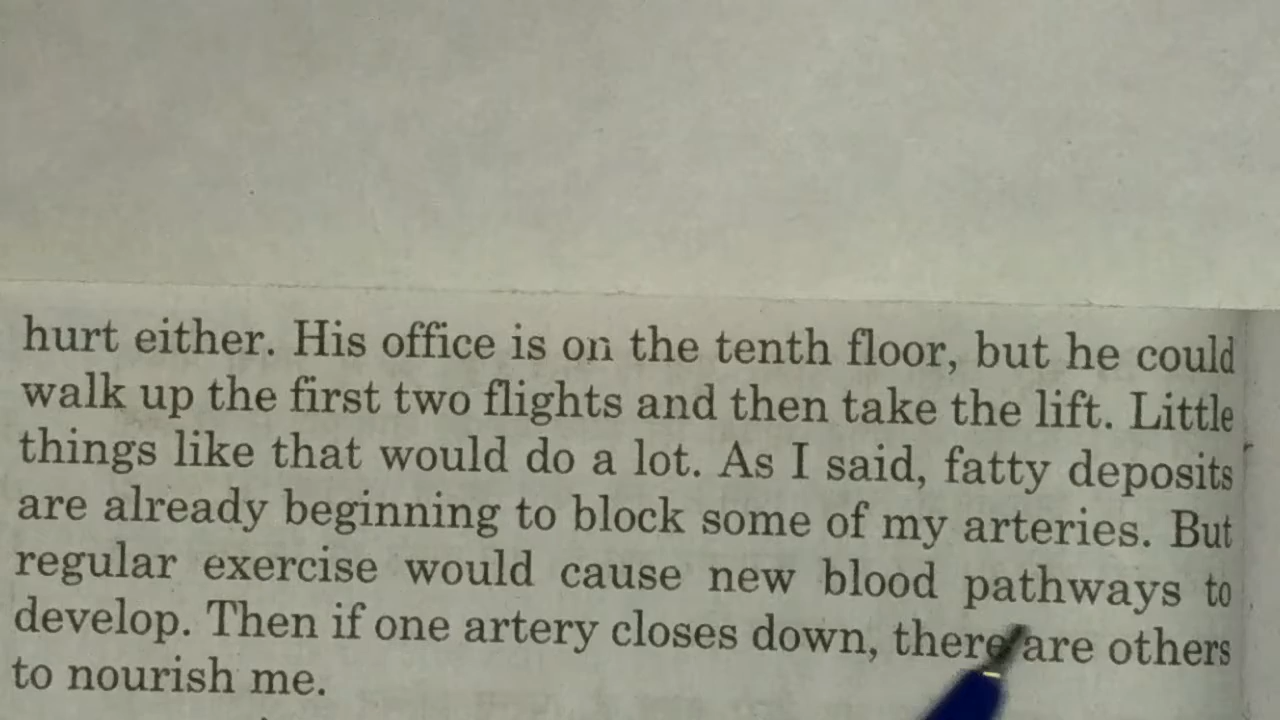 hurt either. His office is on the tenth floor, but he could
walk up the first two flights and then take the lift. Little
things like that would do a lot. As I said, fatty deposits
are already beginning to block some of my arteries. But
regular exercise would cause new blood pathways to
develop. Then if one artery closes down, there are others
to nourish me.